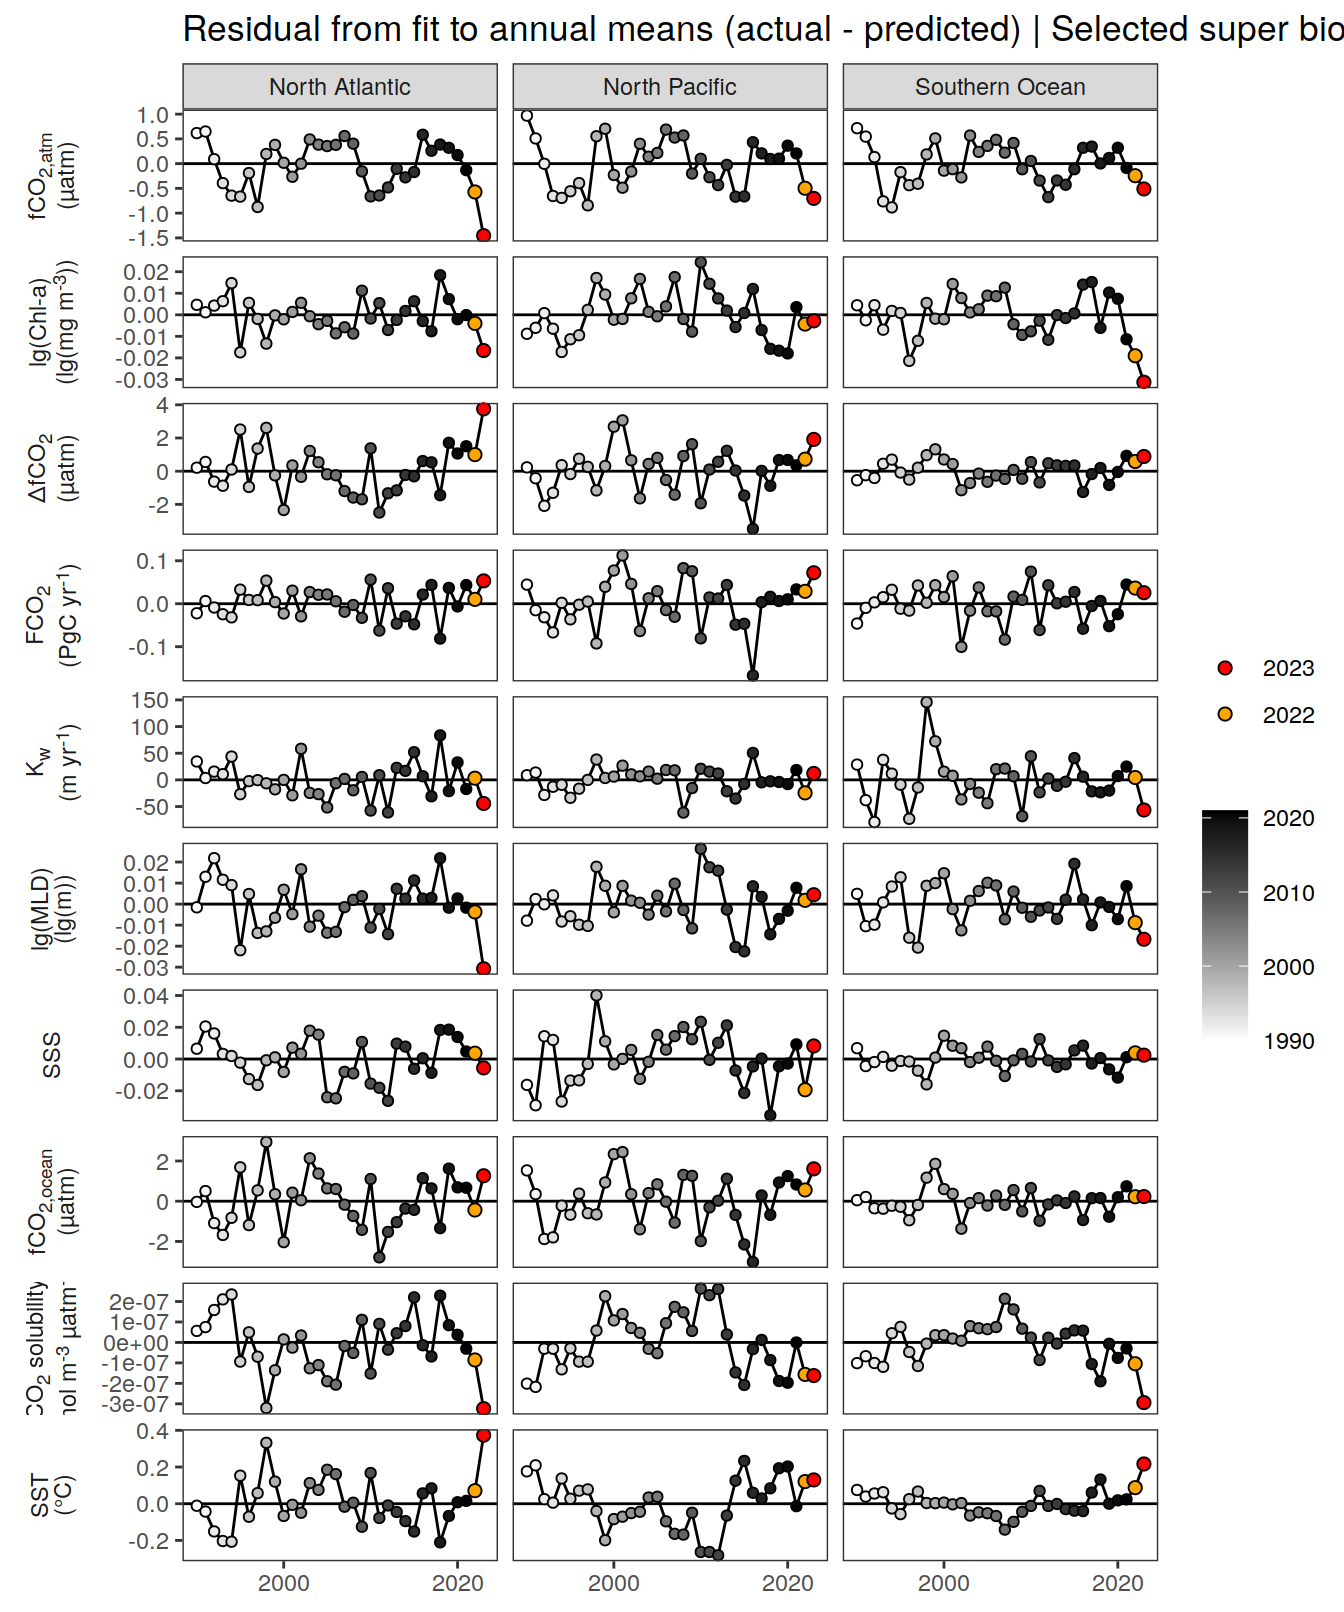 Residual from fit to annual means (actual - predicted) | Selected super bio
North Atlantic
North Pacific
Southern Ocean
fCO2,atm
(µatm)
1.0
0.5
0.0
-0.5
-1.0
-1.5
lg(Chl-a)
(lg(mg m-3))
0.02
0.01
0.00
-0.01
-0.02
-0.03
ΔfCO2
(µatm)
4
2
0
-2
FCO2
(PgC yr-1)
0.1
0.0
-0.1
Kw
(m yr-1)
150
100
50
0
-50
lg(MLD)
(lg(m))
0.02
0.01
0.00
-0.01
-0.02
-0.03
SSS
0.04
0.02
0.00
-0.02
fCO2,ocean
(µatm)
2
0
-2
CO2 solubility
nol m-3 µatm-
2e-07
1e-07
0e+00
-1e-07
-2e-07
-3e-07
SST
(°C)
0.4
0.2
0.0
-0.2
2000
2020
2000
2020
2000
2020
2023
2022
2020
2010
2000
1990